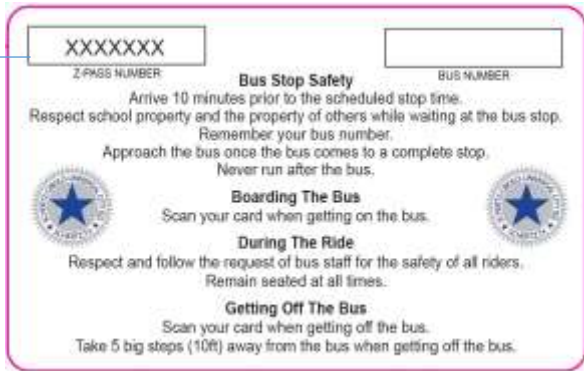 XXXXXXX
Z-PASS NUMBER
BUS NUMBER
Bus Stop Safety
Arrive 10 minutes prior to the scheduled stop time.
Respect school property and the property of others while waiting at the bus stop.
Remember your bus number.
Approach the bus once the bus comes to a complete stop.
Never run after the bus.
Boarding The Bus
Scan your card when getting on the bus.
During The Ride
Respect and follow the request of bus staff for the safety of all riders.
Remain seated at all times.
Getting Off The Bus
Scan your card when getting off the bus.
Take 5 big steps (10ft) away from the bus when getting off the bus.